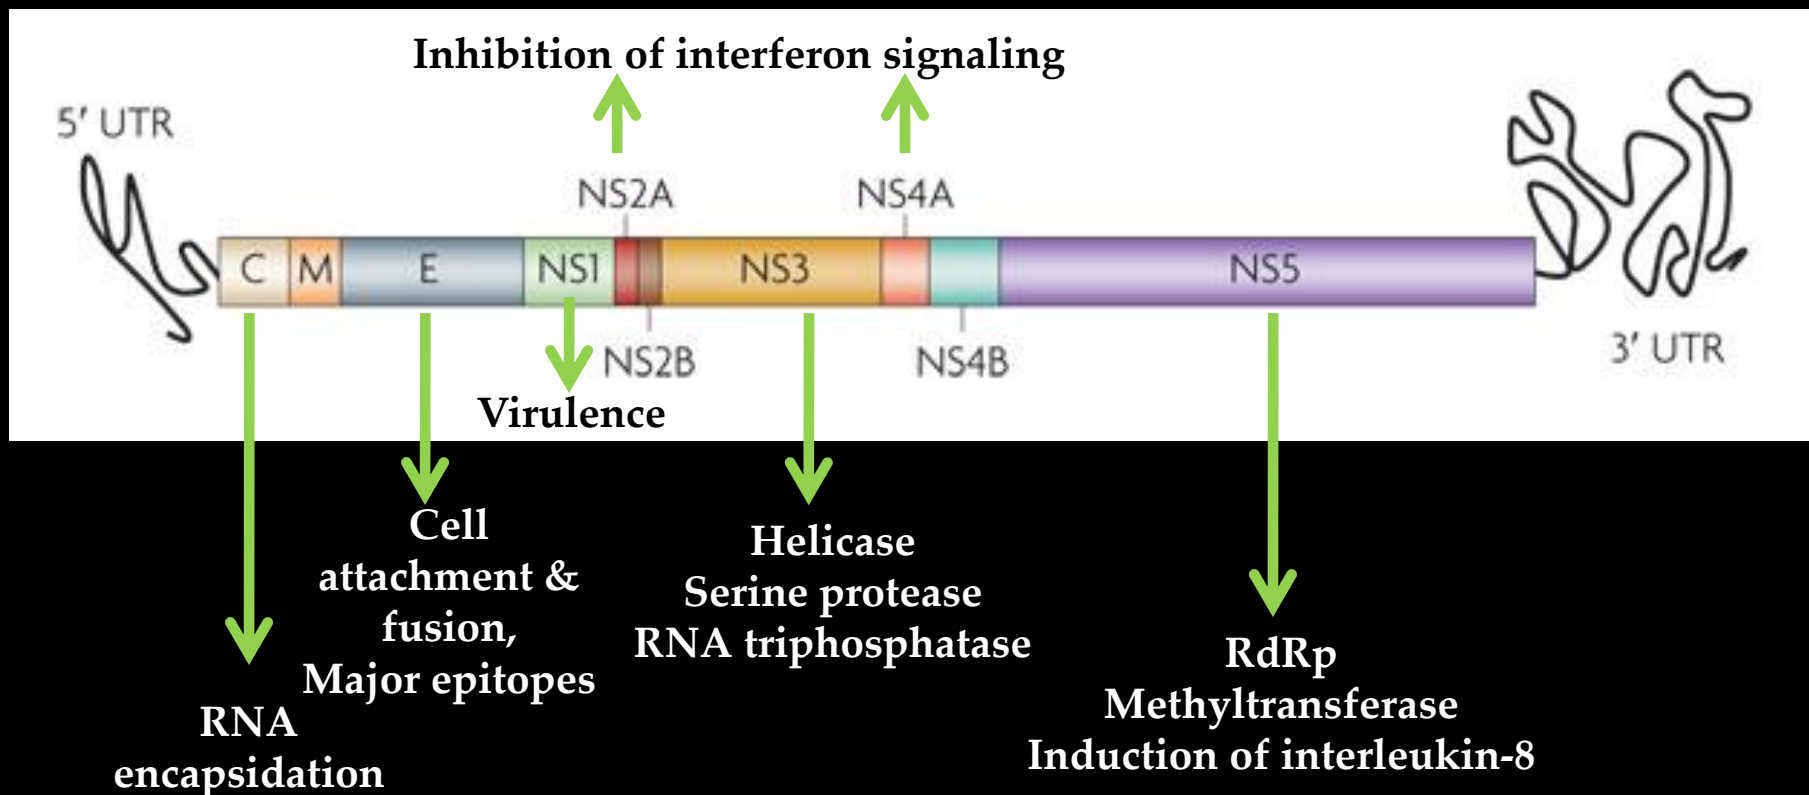 Inhibition of interferon signaling
5′ UTR
NS2A
NS4A
C
M
E
NS1
NS3
NS5
NS2B
NS4B
3′ UTR
Virulence
Cell
attachment &
fusion,
Major epitopes
Helicase
Serine protease
RNA triphosphatase
RNA
encapsidation
RdRp
Methyltransferase
Induction of interleukin-8